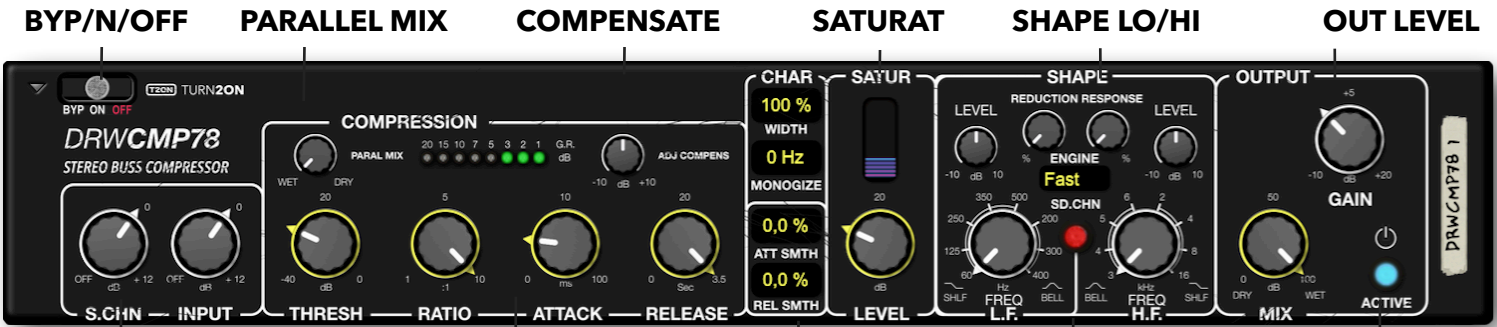 BYP/N/OFF PARALLEL MIX COMPENSATE SATURAT SHAPE LO/HI OUT LEVEL
T2ON TURN2ON
BYP ON OFF
DRWCMP78
STEREO BUSS COMPRESSOR
0 0
OFF dB +12 OFF dB +12
S.CHN INPUT
COMPRESSION
PARAL MIX
WET DRY
20 15 10 7 5 3 2 1 G.R.
dB
ADJ COMPENS
-10 dB +10
20 5 10 20
-40 dB 0 1 :1 10 0 ms 100 0 Sec 3.5
THRESH RATIO ATTACK RELEASE
CHAR
100 %
WIDTH
0 Hz
MONOGIZE
0,0 %
ATT SMTH
0,0 %
REL SMTH
SATUR
20
dB
LEVEL
SHAPE
LEVEL REDUCTION RESPONSE LEVEL
-10 dB 10 % % -10 dB 10
ENGINE
Fast
SD.CHN
350 500
250 200
125 300
60 Hz 400
SHLF FREQ BELL
L.F.
6 2
5 4
4 8
3 kHz 16
BELL FREQ SHLF
H.F.
OUTPUT
+5
-10 dB +20
GAIN
50
0 100
DRY dB WET
MIX
ACTIVE
DRWCMP78 1